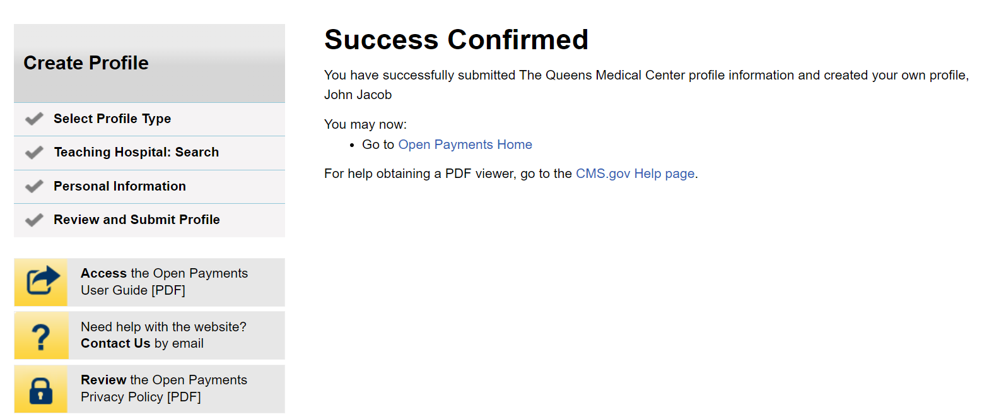 Create Profile
Select Profile Type
Teaching Hospital: Search
Personal Information
Review and Submit Profile
Access the Open Payments
User Guide [PDF]
Need help with the website?
Contact Us by email
Review the Open Payments
Privacy Policy [PDF]
Success Confirmed
You have successfully submitted The Queens Medical Center profile information and created your own profile,
John Jacob
You may now:
• Go to Open Payments Home
For help obtaining a PDF viewer, go to the CMS.gov Help page.